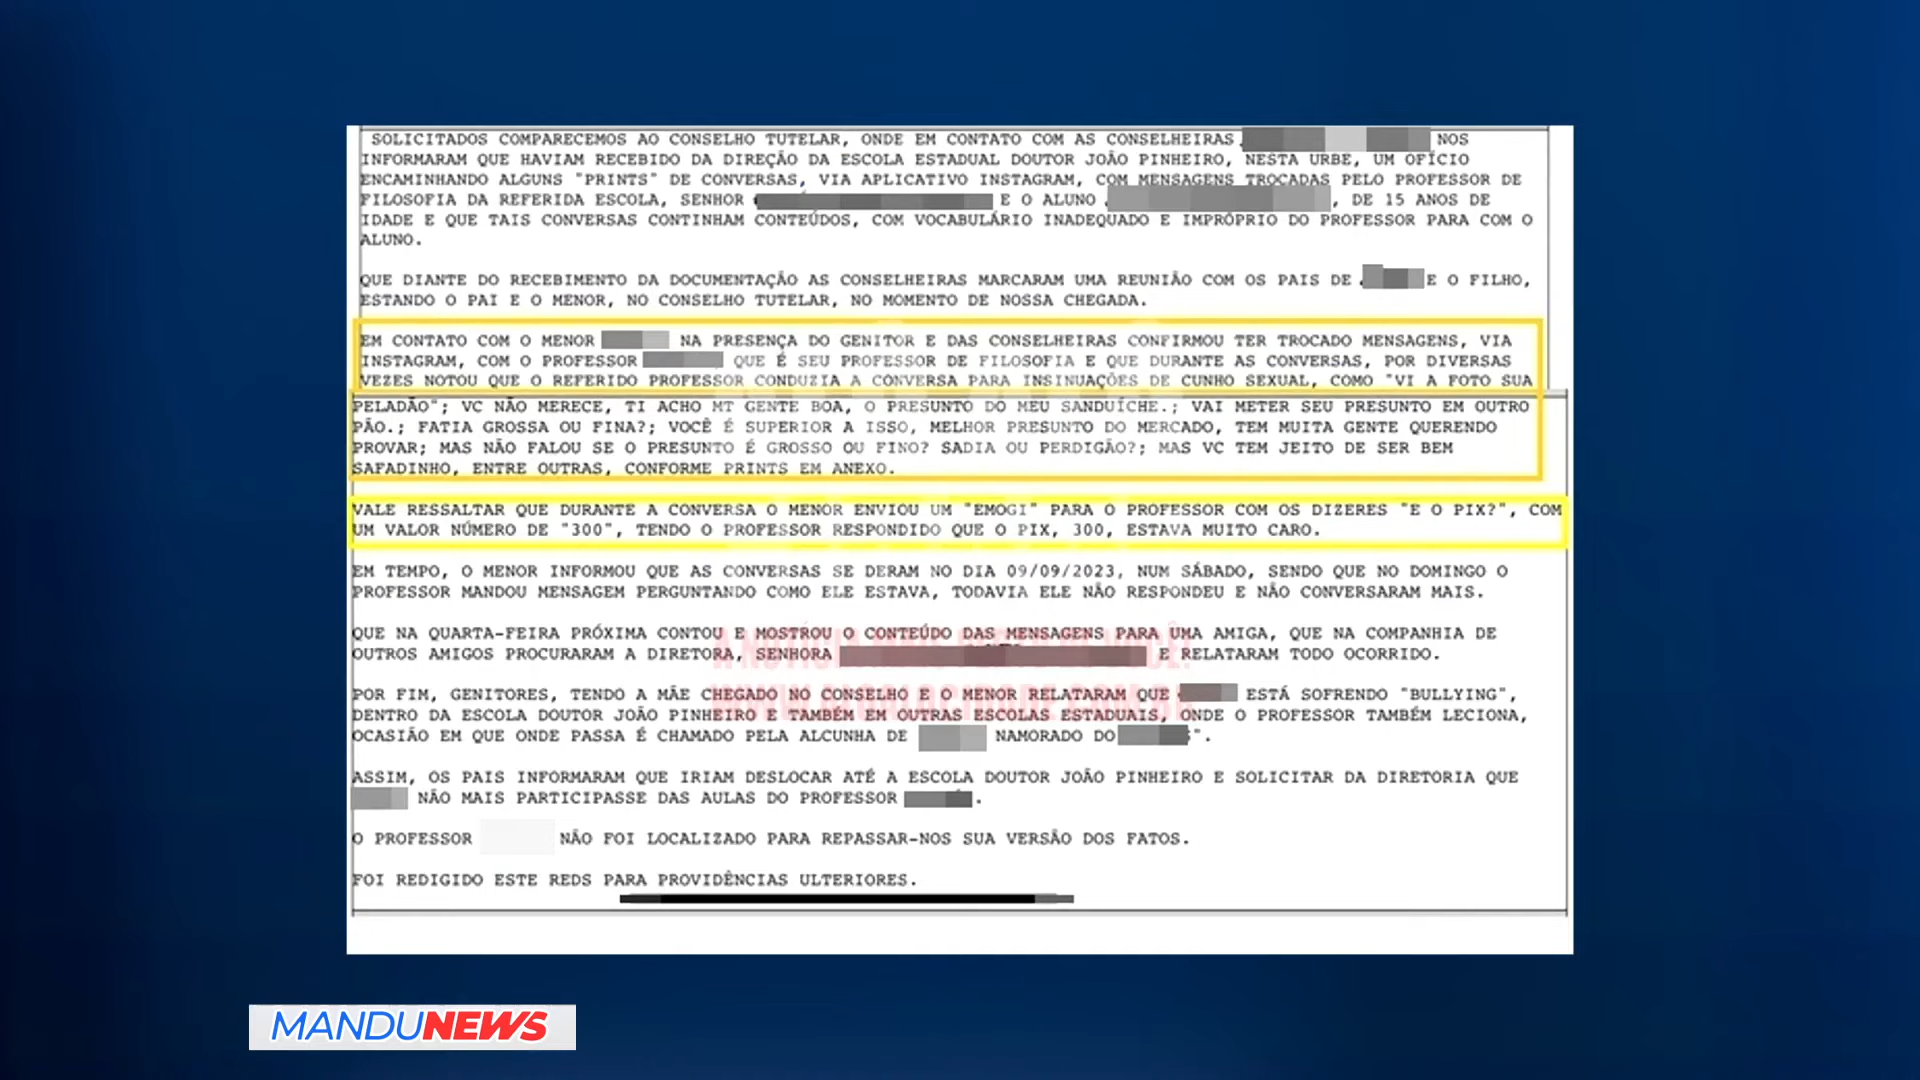 SOLICITADOS COMPARECEMOS AO CONSELHO TUTELAR, ONDE EM CONTATO COM AS CONSELHEIRAS NOS
INFORMARAM QUE HAVIAM RECEBIDO DA DIREÇÃO DA ESCOLA ESTADUAL DOUTOR JOÃO PINHEIRO, NESTA URBE, UM OFÍCIO
ENCAMINHANDO ALGUNS "PRINTS" DE CONVERSAS, VIA APLICATIVO INSTAGRAM, COM MENSAGENS TROCADAS PELO PROFESSOR DE
FILOSOFIA DA REFERIDA ESCOLA, SENHOR E O ALUNO , DE 15 ANOS DE
IDADE E QUE TAIS CONVERSAS CONTINHAM CONTEÚDOS, COM VOCABULÁRIO INADEQUADO E IMPRÓPRIO DO PROFESSOR PARA COM O
ALUNO.
QUE DIANTE DO RECEBIMENTO DA DOCUMENTAÇÃO AS CONSELHEIRAS MARCARAM UMA REUNIÃO COM OS PAIS DE E O FILHO,
ESTANDO O PAI E O MENOR, NO CONSELHO TUTELAR, NO MOMENTO DE NOSSA CHEGADA.
EM CONTATO COM O MENOR NA PRESENÇA DO GENITOR E DAS CONSELHEIRAS CONFIRMOU TER TROCADO MENSAGENS, VIA
INSTAGRAM, COM O PROFESSOR QUE É SEU PROFESSOR DE FILOSOFIA E QUE DURANTE AS CONVERSAS, POR DIVERSAS
VEZES NOTOU QUE O REFERIDO PROFESSOR CONDUZIA A CONVERSA PARA INSINUAÇÕES DE CUNHO SEXUAL, COMO "VI A FOTO SUA
PELADÃO"; VC NÃO MERECE, TI ACHO MT GENTE BOA, O PRESUNTO DO MEU SANDUÍCHE.; VAI METER SEU PRESUNTO EM OUTRO
PÃO.; FATIA GROSSA OU FINA?; VOCÊ É SUPERIOR A ISSO, MELHOR PRESUNTO DO MERCADO, TEM MUITA GENTE QUERENDO
PROVAR; MAS NÃO FALOU SE O PRESUNTO É GROSSO OU FINO? SADIA OU PERDIGÃO?; MAS VC TEM JEITO DE SER BEM
SAFADINHO, ENTRE OUTRAS, CONFORME PRINTS EM ANEXO.
VALE RESSALTAR QUE DURANTE A CONVERSA O MENOR ENVIOU UM "EMOGI" PARA O PROFESSOR COM OS DIZERES "E O PIX?", COM
UM VALOR NÚMERO DE "300", TENDO O PROFESSOR RESPONDIDO QUE O PIX, 300, ESTAVA MUITO CARO.
EM TEMPO, O MENOR INFORMOU QUE AS CONVERSAS SE DERAM NO DIA 09/09/2023, NUM SÁBADO, SENDO QUE NO DOMINGO O
PROFESSOR MANDOU MENSAGEM PERGUNTANDO COMO ELE ESTAVA, TODAVIA ELE NÃO RESPONDEU E NÃO CONVERSARAM MAIS.
QUE NA QUARTA-FEIRA PRÓXIMA CONTOU E MOSTROU O CONTEÚDO DAS MENSAGENS PARA UMA AMIGA, QUE NA COMPANHIA DE
OUTROS AMIGOS PROCURARAM A DIRETORA, SENHORA E RELATARAM TODO OCORRIDO.
POR FIM, GENITORES, TENDO A MÃE CHEGADO NO CONSELHO E O MENOR RELATARAM QUE ESTÁ SOFRENDO "BULLYING",
DENTRO DA ESCOLA DOUTOR JOÃO PINHEIRO E TAMBÉM EM OUTRAS ESCOLAS ESTADUAIS, ONDE O PROFESSOR TAMBÉM LECIONA,
OCASIÃO EM QUE ONDE PASSA É CHAMADO PELA ALCUNHA DE NAMORADO DO ".
ASSIM, OS PAIS INFORMARAM QUE IRIAM DESLOCAR ATÉ A ESCOLA DOUTOR JOÃO PINHEIRO E SOLICITAR DA DIRETORIA QUE
NÃO MAIS PARTICIPASSE DAS AULAS DO PROFESSOR .
O PROFESSOR NÃO FOI LOCALIZADO PARA REPASSAR-NOS SUA VERSÃO DOS FATOS.
FOI REDIGIDO ESTE REDS PARA PROVIDÊNCIAS ULTERIORES.
MANDUNEWS